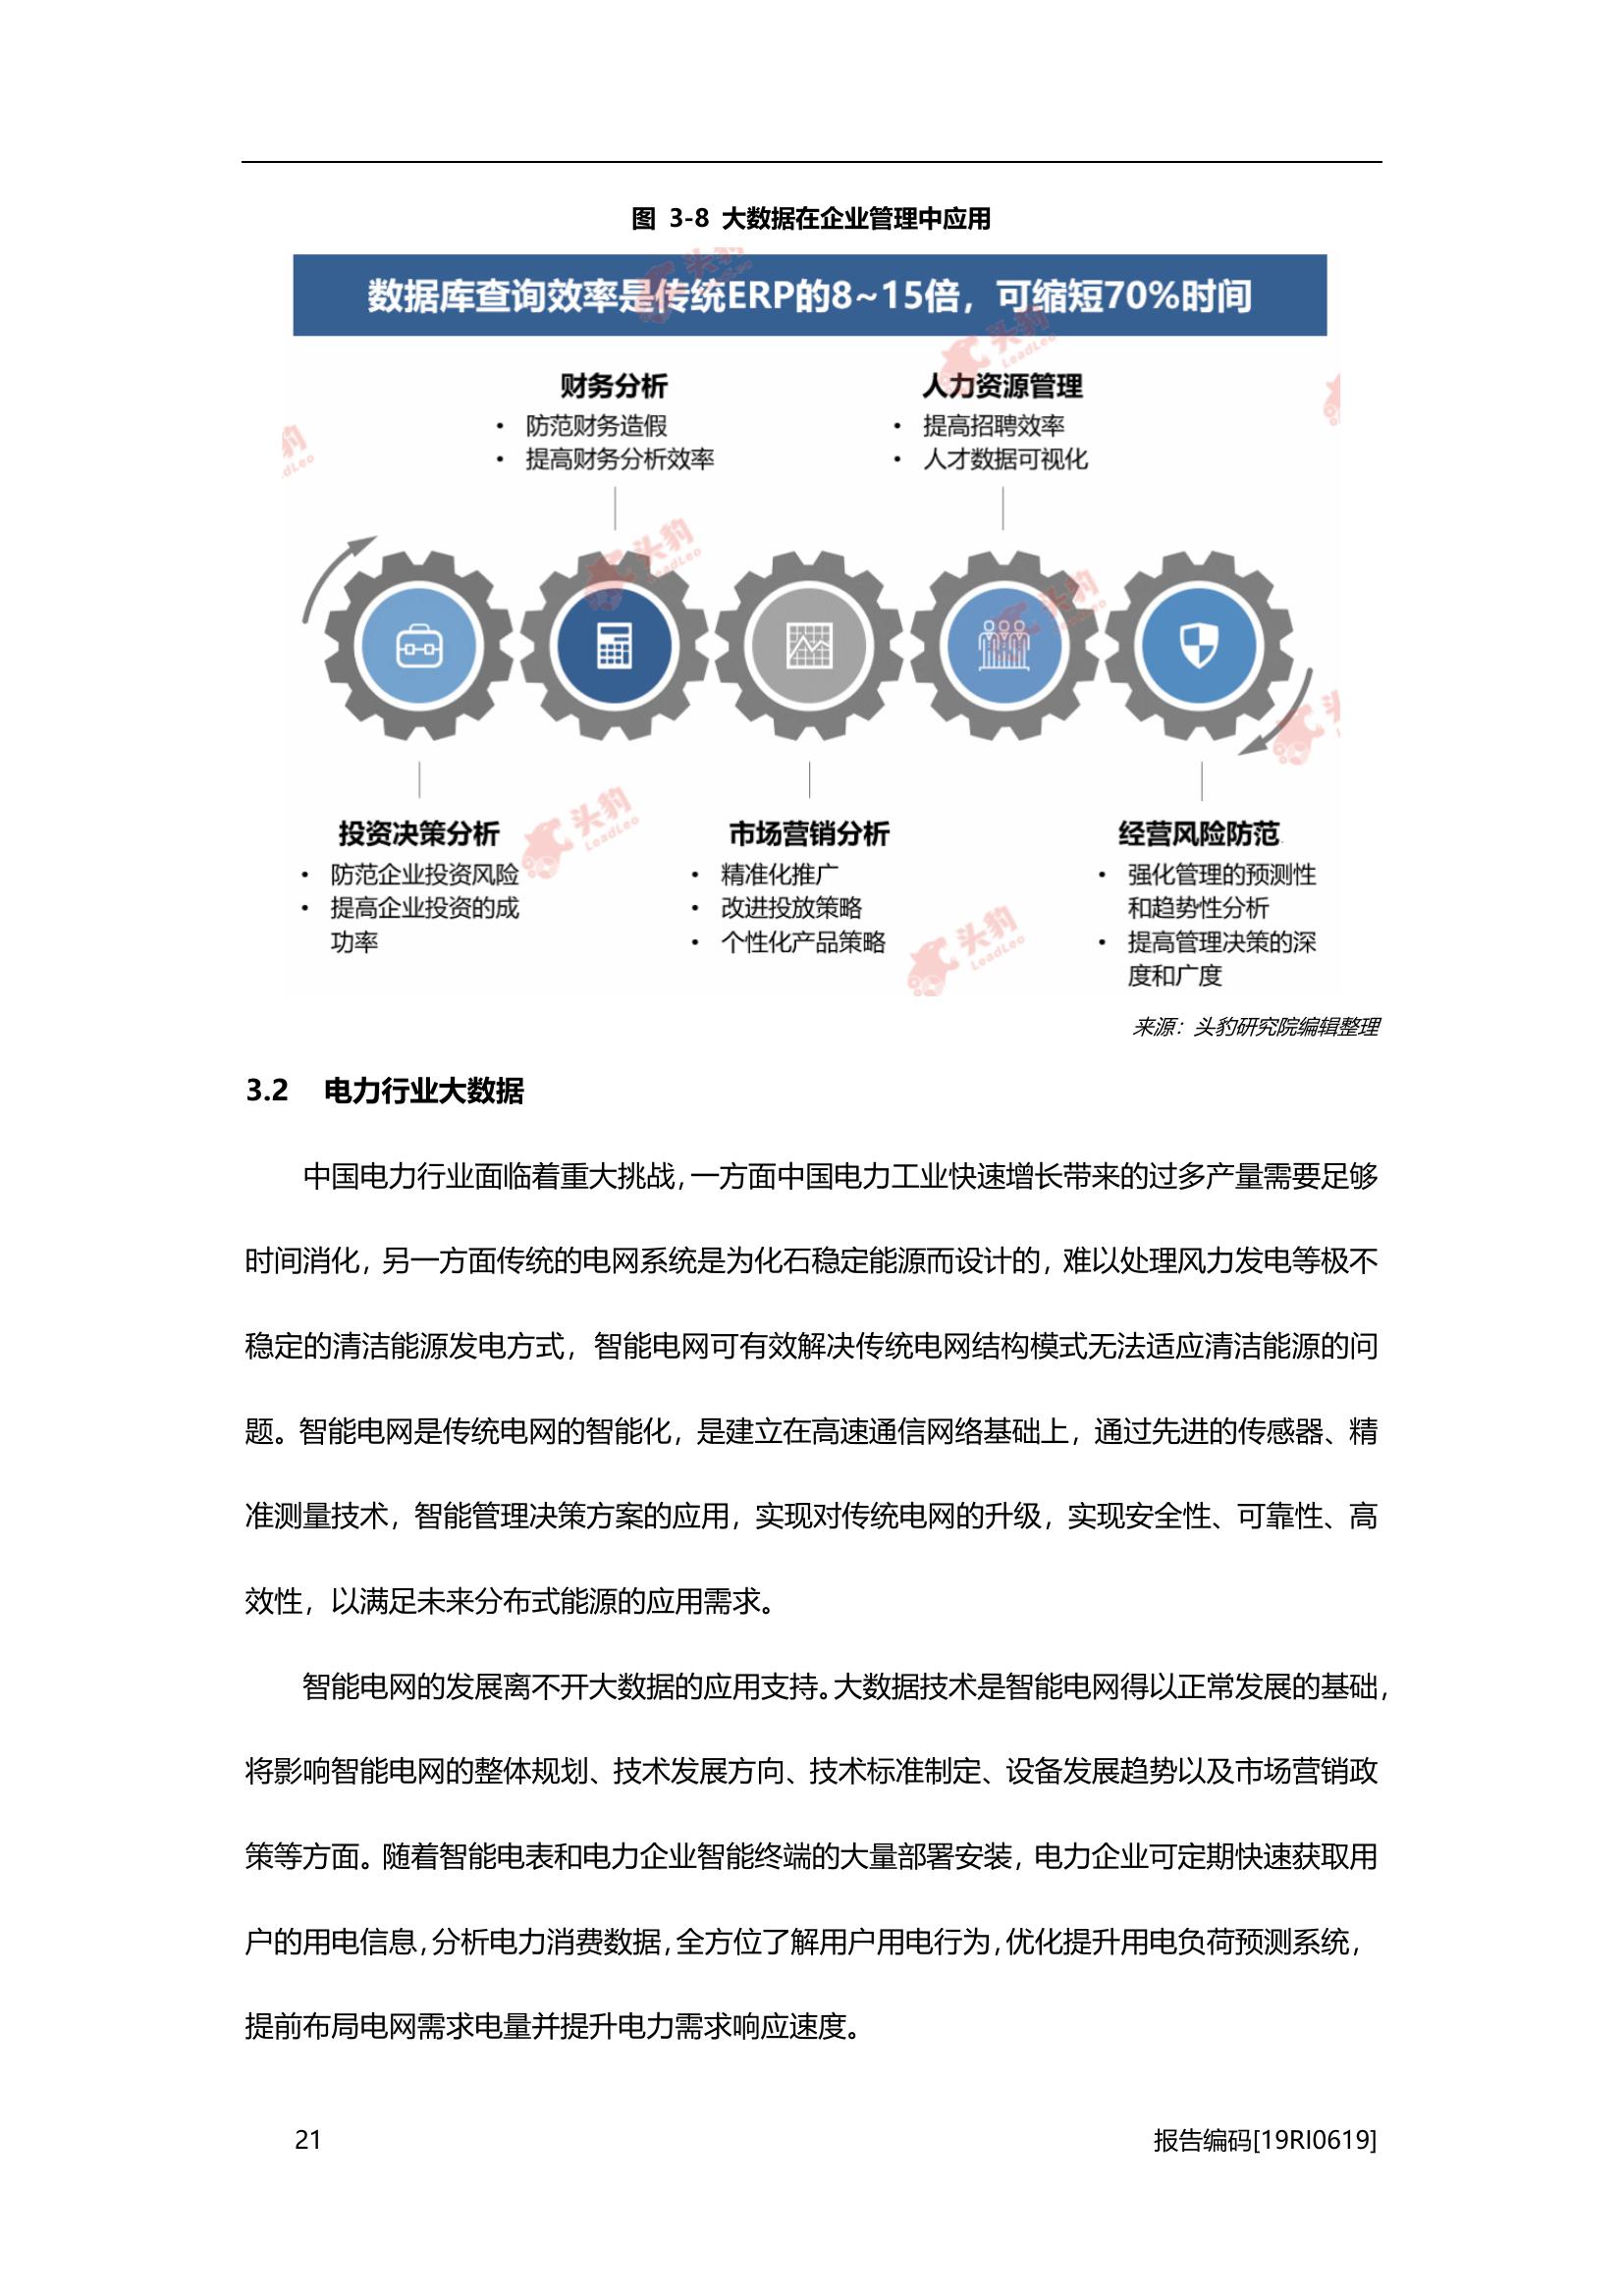 图 3-8 大数据在企业管理中应用
数据库查询效率是传统ERP的8~15倍，可缩短70%时间
财务分析
• 防范财务造假
• 提高财务分析效率
人力资源管理
• 提高招聘效率
• 人才数据可视化
投资决策分析
• 防范企业投资风险
• 提高企业投资的成
功率
市场营销分析
• 精准化推广
• 改进投放策略
• 个性化产品策略
经营风险防范
• 强化管理的预测性
和趋势性分析
• 提高管理决策的深
度和广度
头豹
LeadLeo
来源：头豹研究院编辑整理
3.2 电力行业大数据
中国电力行业面临着重大挑战，一方面中国电力工业快速增长带来的过多产量需要足够
时间消化，另一方面传统的电网系统是为化石稳定能源而设计的，难以处理风力发电等极不
稳定的清洁能源发电方式，智能电网可有效解决传统电网结构模式无法适应清洁能源的问
题。智能电网是传统电网的智能化，是建立在高速通信网络基础上，通过先进的传感器、精
准测量技术，智能管理决策方案的应用，实现对传统电网的升级，实现安全性、可靠性、高
效性，以满足未来分布式能源的应用需求。
智能电网的发展离不开大数据的应用支持。大数据技术是智能电网得以正常发展的基础，
将影响智能电网的整体规划、技术发展方向、技术标准制定、设备发展趋势以及市场营销政
策等方面。随着智能电表和电力企业智能终端的大量部署安装，电力企业可定期快速获取用
户的用电信息，分析电力消费数据，全方位了解用户用电行为，优化提升用电负荷预测系统，
提前布局电网需求电量并提升电力需求响应速度。
21
报告编码[19RI0619]